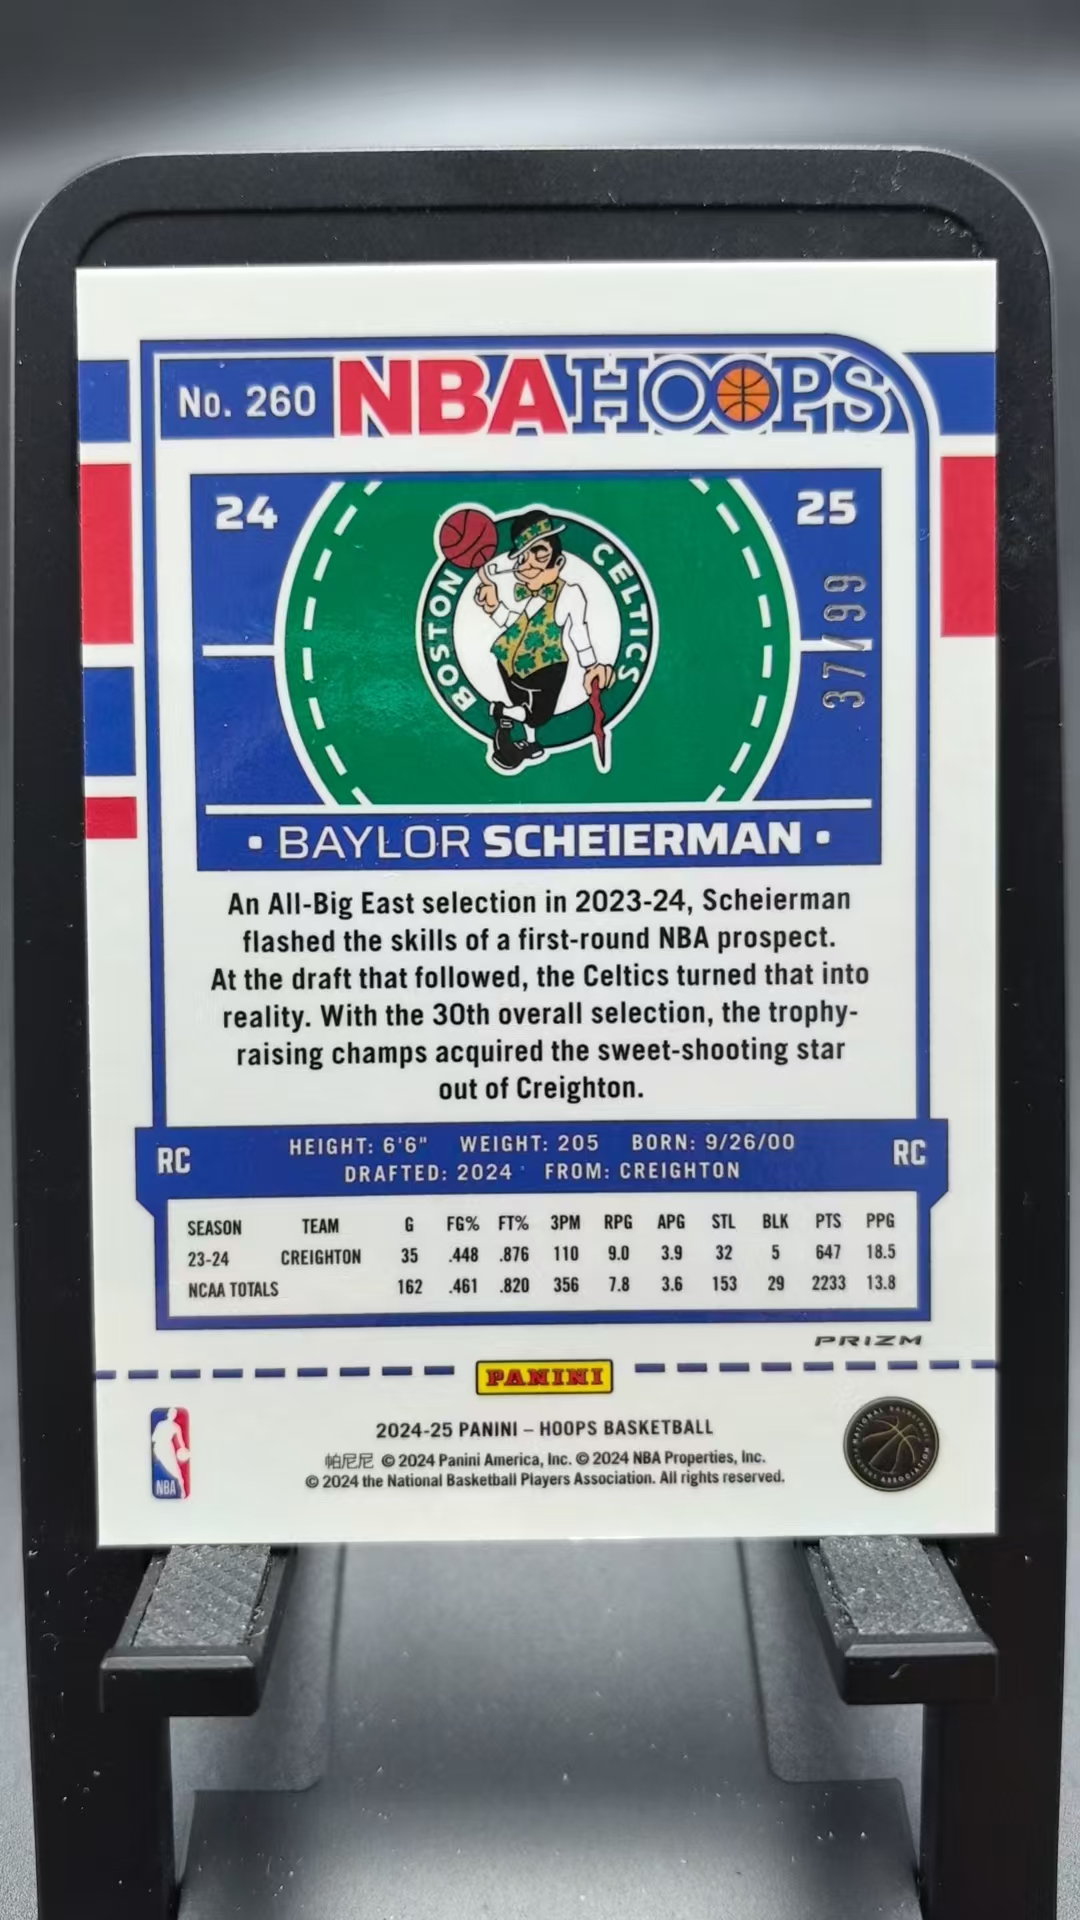 No. 260 NBA HOOPS
24 25
BOSTON CELTICS
37/99
• BAYLOR SCHEIERMAN •
An All-Big East selection in 2023-24, Scheierman
flashed the skills of a first-round NBA prospect.
At the draft that followed, the Celtics turned that into
reality. With the 30th overall selection, the trophy-
raising champs acquired the sweet-shooting star
out of Creighton.
RC HEIGHT: 6'6" WEIGHT: 205 BORN: 9/26/00 RC
DRAFTED: 2024 FROM: CREIGHTON
SEASON TEAM G FG% FT% 3PM RPG APG STL BLK PTS PPG
23-24 CREIGHTON 35 .448 .876 110 9.0 3.9 32 5 647 18.5
NCAA TOTALS 162 .461 .820 356 7.8 3.6 153 29 2233 13.8
PRIZM
PANINI
2024-25 PANINI – HOOPS BASKETBALL
帕尼尼 © 2024 Panini America, Inc. © 2024 NBA Properties, Inc.
© 2024 the National Basketball Players Association. All rights reserved.
NBA
NATIONAL BASKETBALL PLAYERS ASSOCIATION